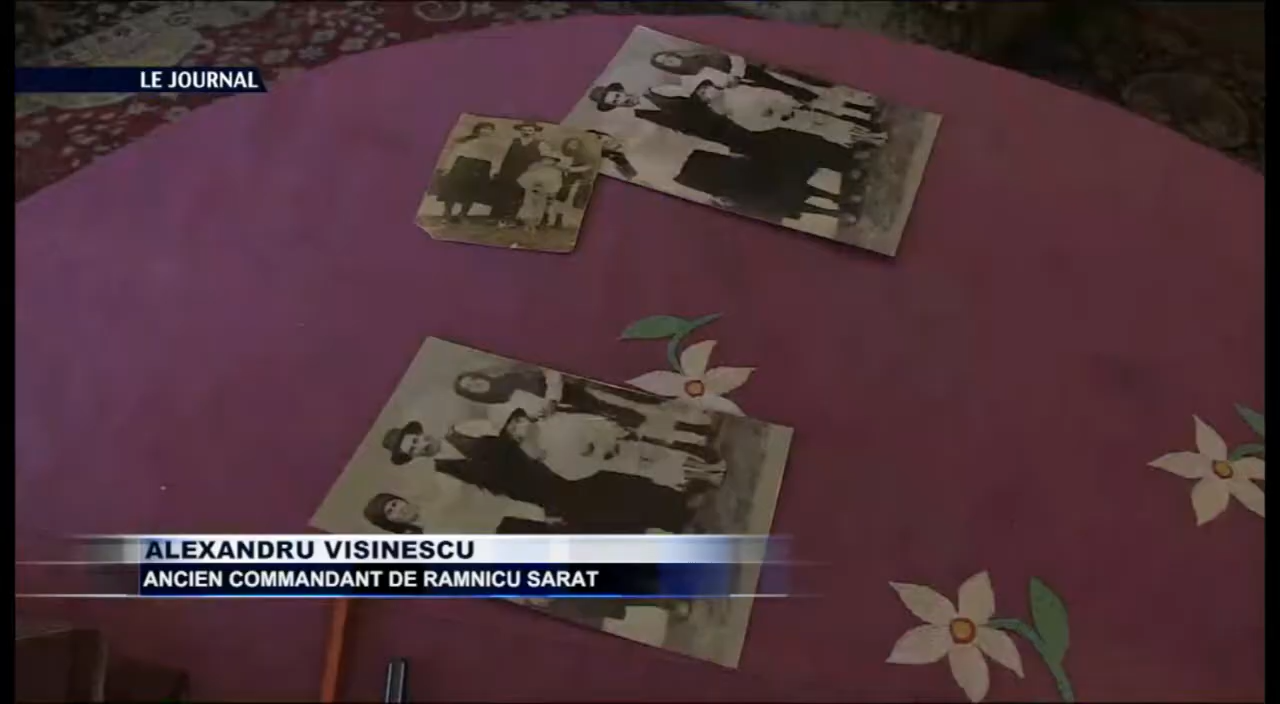 LE JOURNAL
ALEXANDRU VISINESCU
ANCIEN COMMANDANT DE RAMNICU SARAT